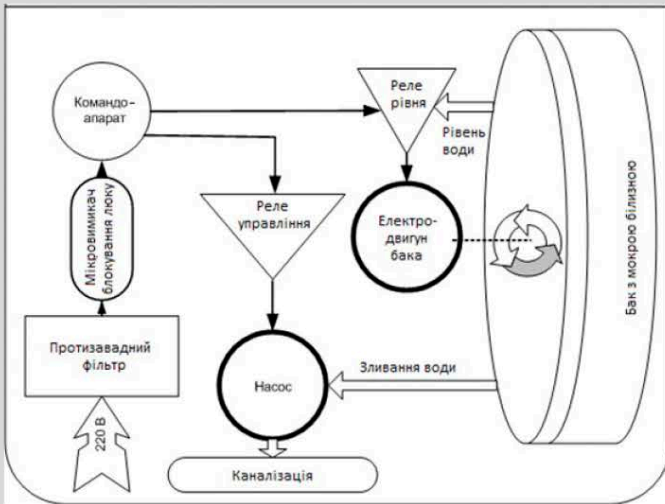 Командо-
апарат
Реле
рівня
Рівень
води
Мікровимикач
блокування люку
Реле
управління
Електро-
двигун
бака
Бак з мокрою білизною
Протизавадний
фільтр
Насос
Зливання води
220 В
Каналізація